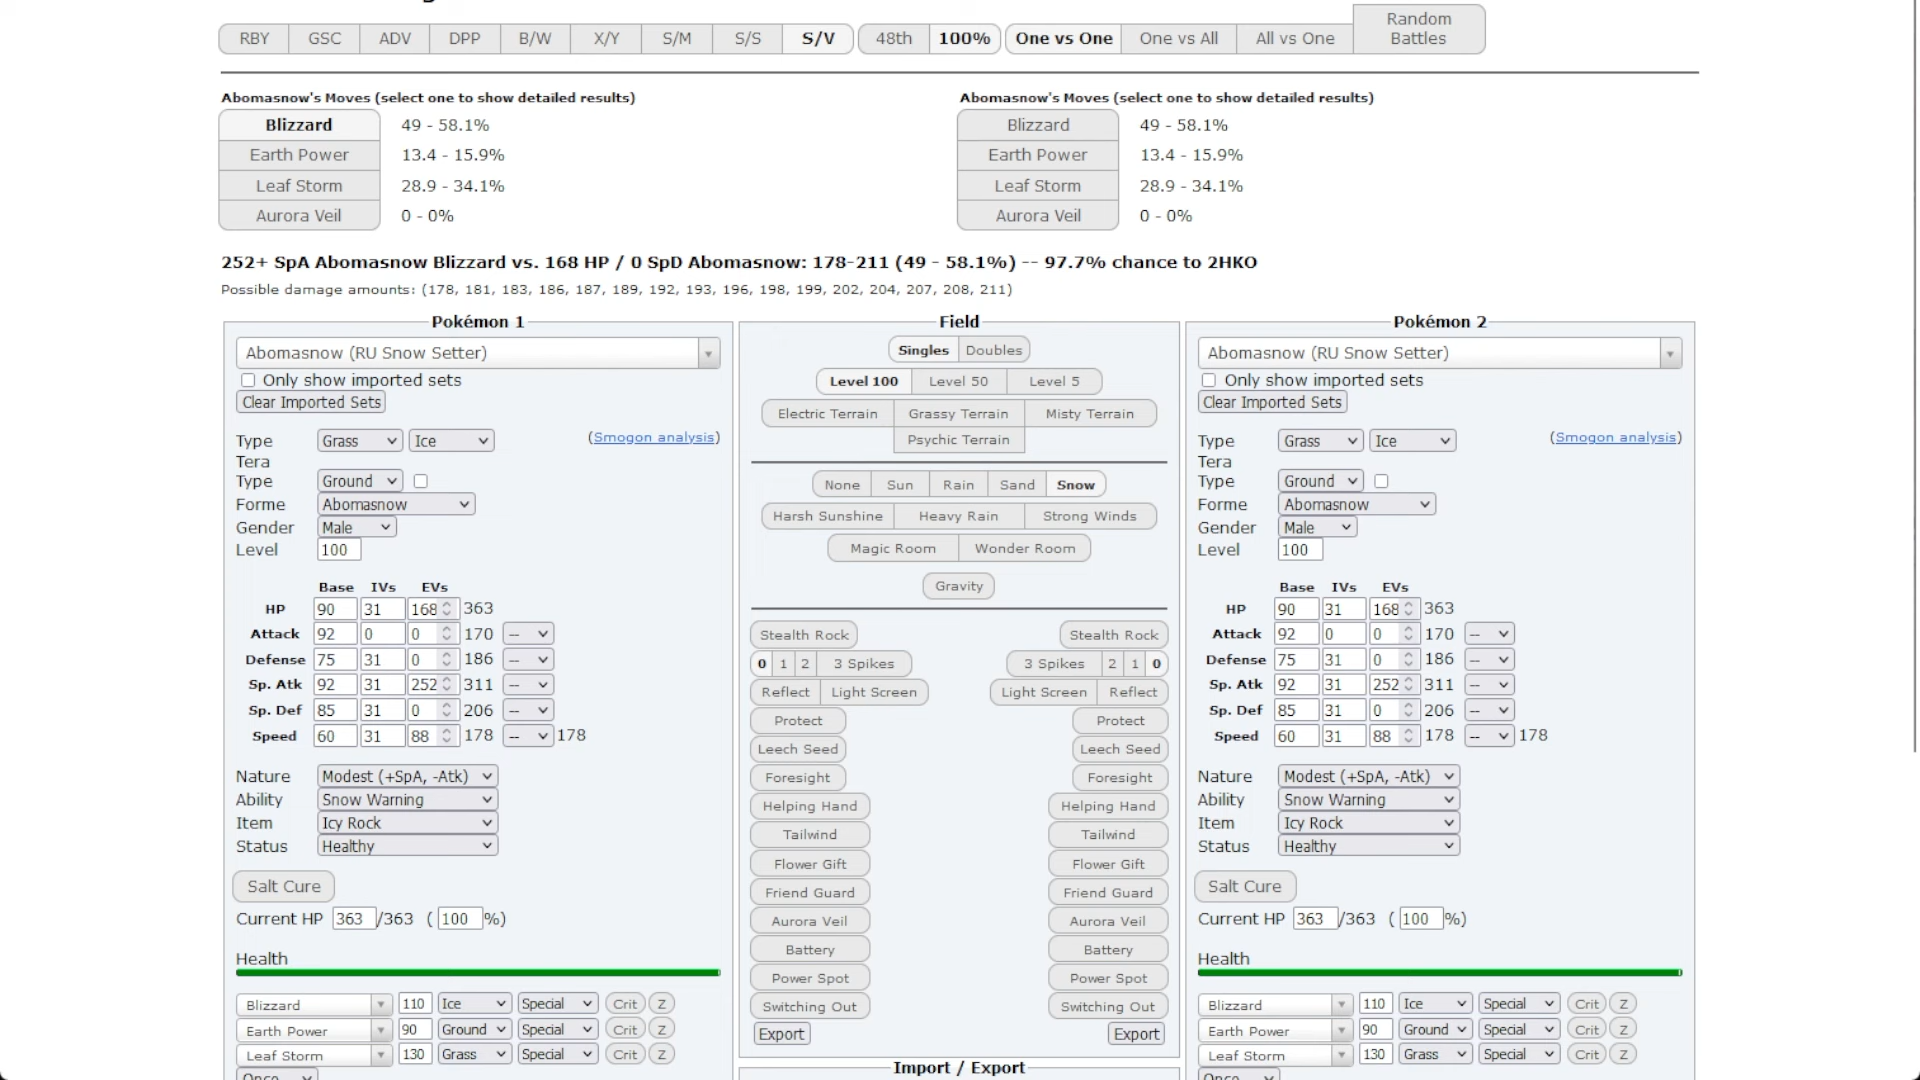 RBY GSC ADV DPP B/W X/Y S/M S/S S/V 48th 100% One vs One One vs All All vs One Random Battles
Abomasnow's Moves (select one to show detailed results)
Blizzard 49 - 58.1%
Earth Power 13.4 - 15.9%
Leaf Storm 28.9 - 34.1%
Aurora Veil 0 - 0%
Abomasnow's Moves (select one to show detailed results)
Blizzard 49 - 58.1%
Earth Power 13.4 - 15.9%
Leaf Storm 28.9 - 34.1%
Aurora Veil 0 - 0%
252+ SpA Abomasnow Blizzard vs. 168 HP / 0 SpD Abomasnow: 178-211 (49 - 58.1%) -- 97.7% chance to 2HKO
Possible damage amounts: (178, 181, 183, 186, 187, 189, 192, 193, 196, 198, 199, 202, 204, 207, 208, 211)
Pokémon 1
Abomasnow (RU Snow Setter)
Only show imported sets
Clear Imported Sets
Type Grass Ice (Smogon analysis)
Tera
Type Ground
Forme Abomasnow
Gender Male
Level 100
Base IVs EVs
HP 90 31 168 363
Attack 92 0 0 170 --
Defense 75 31 0 186 --
Sp. Atk 92 31 252 311 --
Sp. Def 85 31 0 206 --
Speed 60 31 88 178 -- 178
Nature Modest (+SpA, -Atk)
Ability Snow Warning
Item Icy Rock
Status Healthy
Salt Cure
Current HP 363 /363 ( 100 %)
Health
Blizzard 110 Ice Special Crit Z
Earth Power 90 Ground Special Crit Z
Leaf Storm 130 Grass Special Crit Z
Once
Field
Singles Doubles
Level 100 Level 50 Level 5
Electric Terrain Grassy Terrain Misty Terrain
Psychic Terrain
None Sun Rain Sand Snow
Harsh Sunshine Heavy Rain Strong Winds
Magic Room Wonder Room
Gravity
Stealth Rock Stealth Rock
0 1 2 3 Spikes 3 Spikes 2 1 0
Reflect Light Screen Light Screen Reflect
Protect Protect
Leech Seed Leech Seed
Foresight Foresight
Helping Hand Helping Hand
Tailwind Tailwind
Flower Gift Flower Gift
Friend Guard Friend Guard
Aurora Veil Aurora Veil
Battery Battery
Power Spot Power Spot
Switching Out Switching Out
Export Export
Import / Export
Pokémon 2
Abomasnow (RU Snow Setter)
Only show imported sets
Clear Imported Sets
Type Grass Ice (Smogon analysis)
Tera
Type Ground
Forme Abomasnow
Gender Male
Level 100
Base IVs EVs
HP 90 31 168 363
Attack 92 0 0 170 --
Defense 75 31 0 186 --
Sp. Atk 92 31 252 311 --
Sp. Def 85 31 0 206 --
Speed 60 31 88 178 -- 178
Nature Modest (+SpA, -Atk)
Ability Snow Warning
Item Icy Rock
Status Healthy
Salt Cure
Current HP 363 /363 ( 100 %)
Health
Blizzard 110 Ice Special Crit Z
Earth Power 90 Ground Special Crit Z
Leaf Storm 130 Grass Special Crit Z
Once